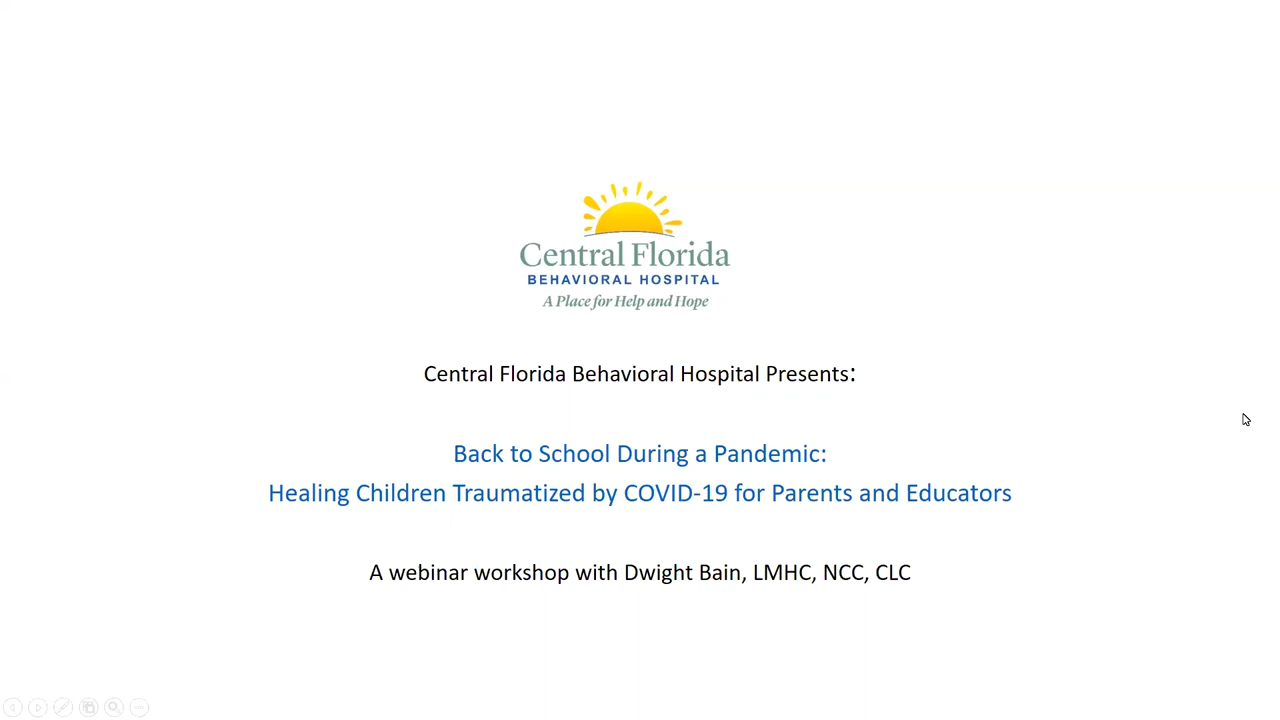 Central Florida
BEHAVIORAL HOSPITAL
A Place for Help and Hope
Central Florida Behavioral Hospital Presents:
Back to School During a Pandemic:
Healing Children Traumatized by COVID-19 for Parents and Educators
A webinar workshop with Dwight Bain, LMHC, NCC, CLC